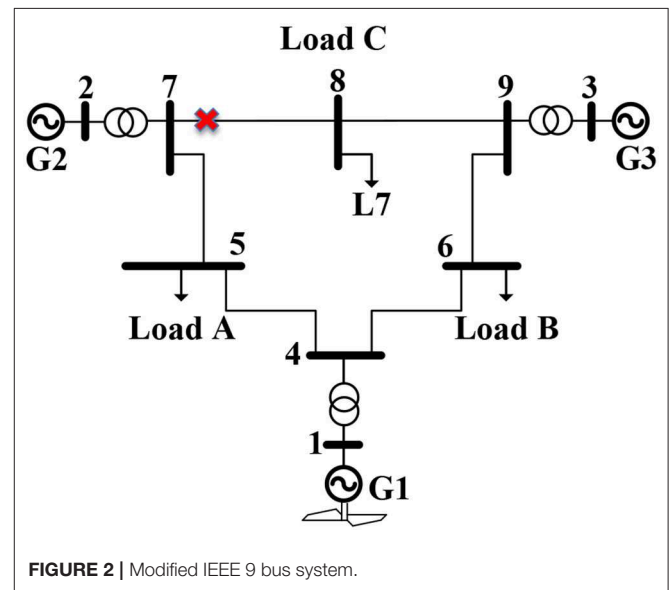 Load C
2
7
8
9
3
G2
G3
L7
5
6
Load A
Load B
4
1
G1
FIGURE 2 | Modified IEEE 9 bus system.